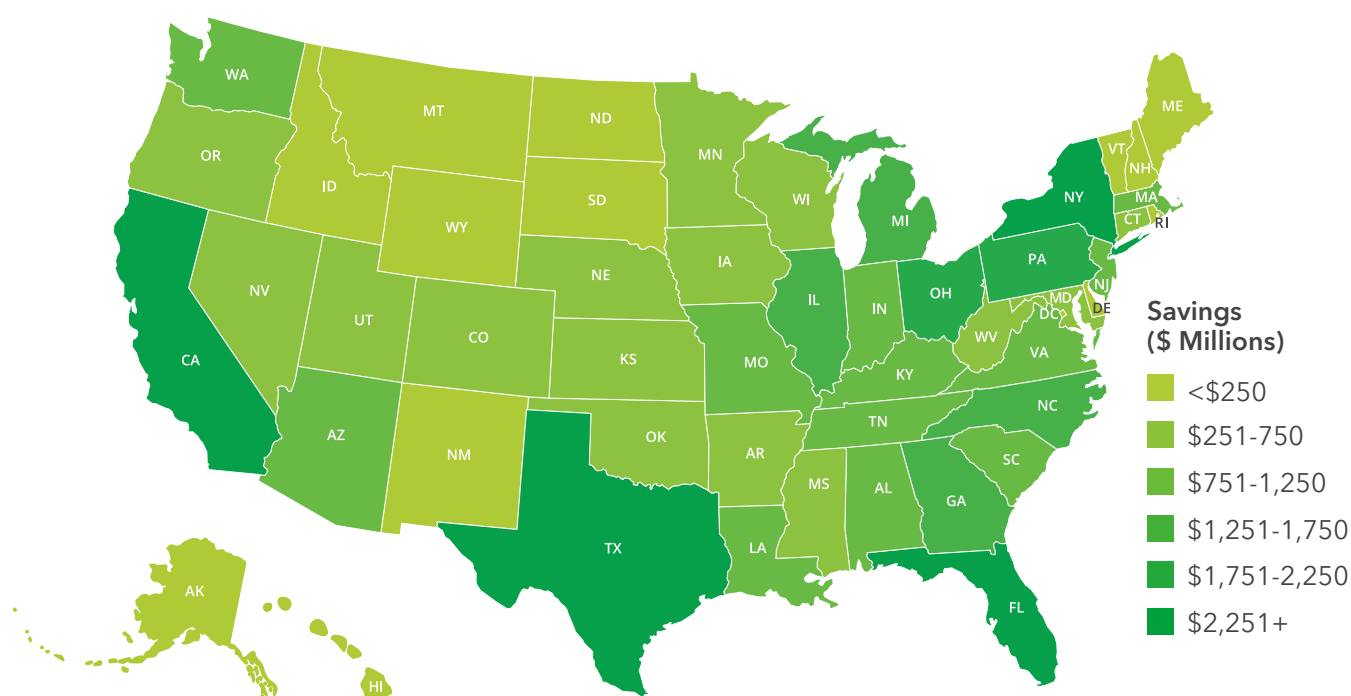 WA
MT
ND
ME
OR
MN
VT
ID
NH
SD
WI
NY
MA
MI
CT
RI
WY
PA
IA
NE
NJ
NV
OH
IL
IN
MD
DE
DC
UT
CO
WV
VA
CA
KS
MO
KY
NC
AZ
TN
OK
NM
AR
SC
MS
AL
GA
TX
LA
AK
FL
HI
Savings
($ Millions)
<$250
$251-750
$751-1,250
$1,251-1,750
$1,751-2,250
$2,251+